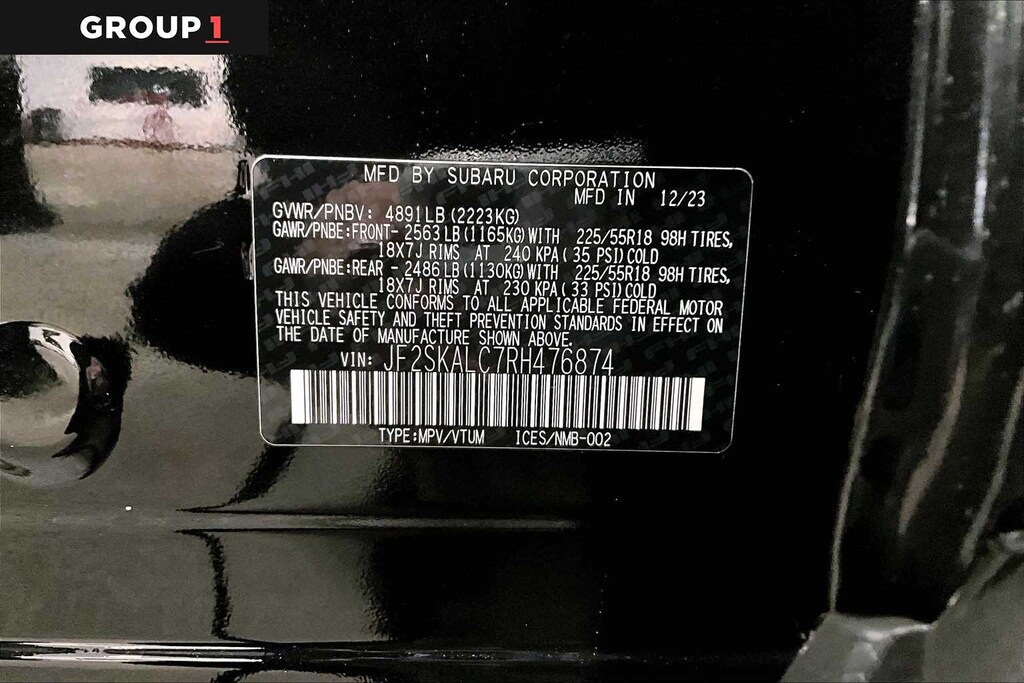 GROUP 1
MFD BY SUBARU CORPORATION
MFD IN 12/23
GVWR/PNBV: 4891LB(2223KG)
GAWR/PNBE:FRONT- 2563LB(1165KG)WITH 225/55R18 98H TIRES,
18X7J RIMS AT 240 KPA( 35 PSI)COLD
GAWR/PNBE:REAR - 2486LB(1130KG)WITH 225/55R18 98H TIRES,
18X7J RIMS AT 230 KPA( 33 PSI)COLD
THIS VEHICLE CONFORMS TO ALL APPLICABLE FEDERAL MOTOR
VEHICLE SAFETY AND THEFT PREVENTION STANDARDS IN EFFECT ON
THE DATE OF MANUFACTURE SHOWN ABOVE.
VIN: JF2SKALC7RH476874
TYPE:MPV/VTUM ICES/NMB-002